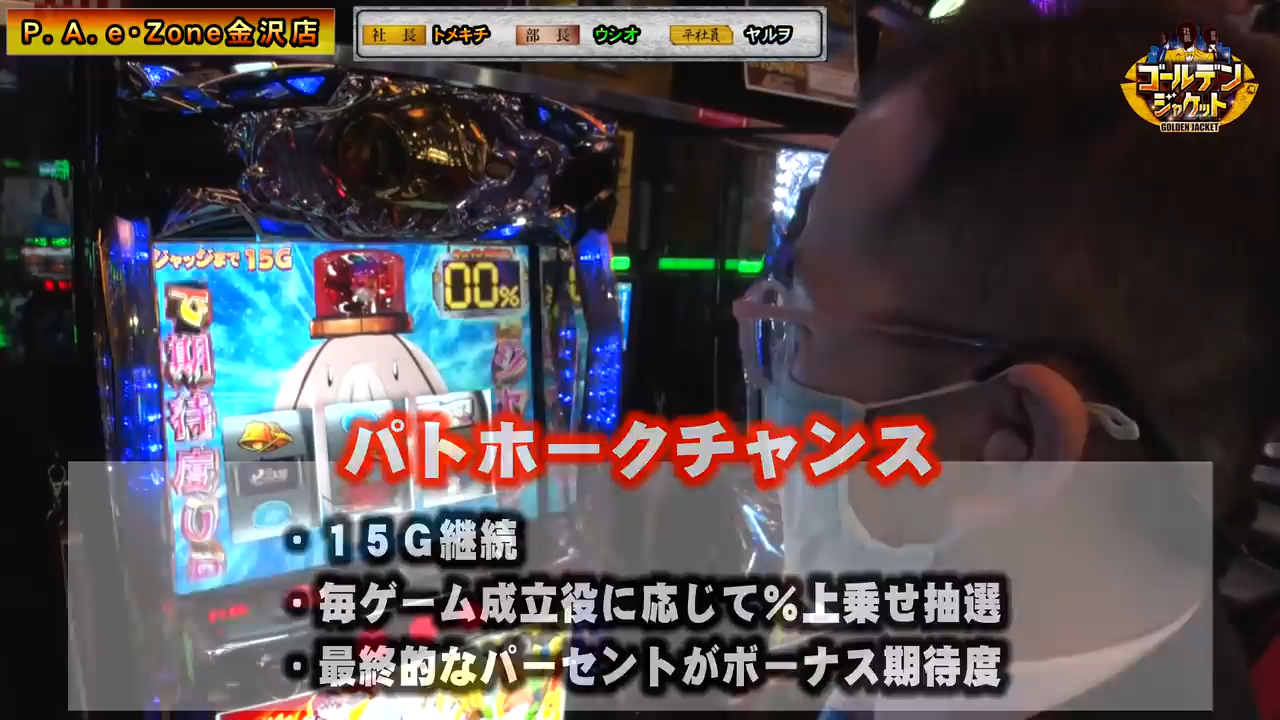 P.A.e・Zone金沢店
社長 トメキチ 部長 ウシオ 平社員 ヤルヲ
ゴールデン
ジャケット
GOLDEN JACKET
ジャッジまで15G
00%
で期待度UP
パトホークチャンス
・15G継続
・毎ゲーム成立役に応じて%上乗せ抽選
・最終的なパーセントがボーナス期待度